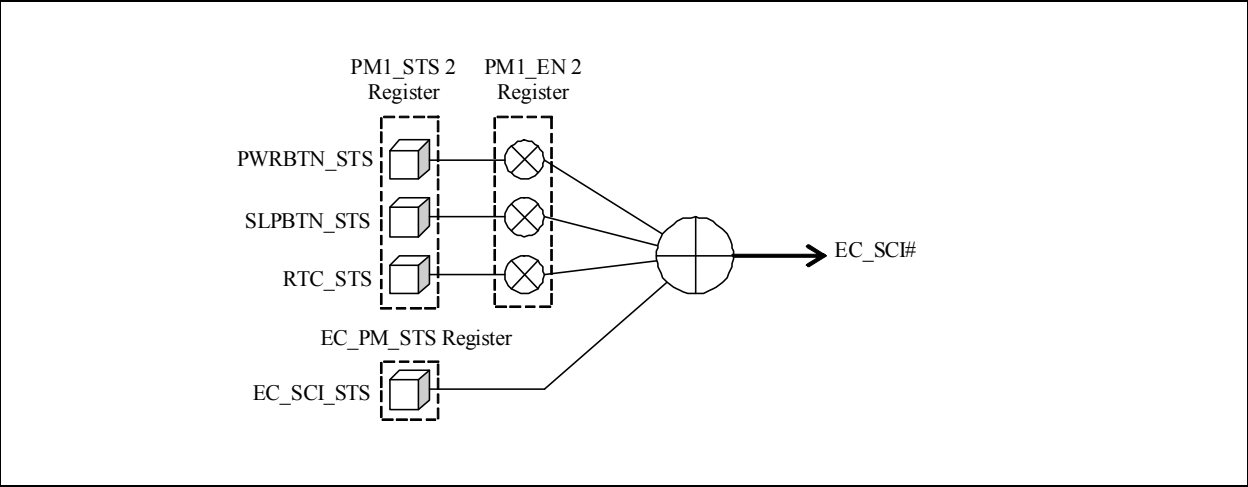 PM1_STS 2
Register
PM1_EN 2
Register
PWRBTN_STS
SLPBTN_STS
RTC_STS
EC_SCI#
EC_PM_STS Register
EC_SCI_STS